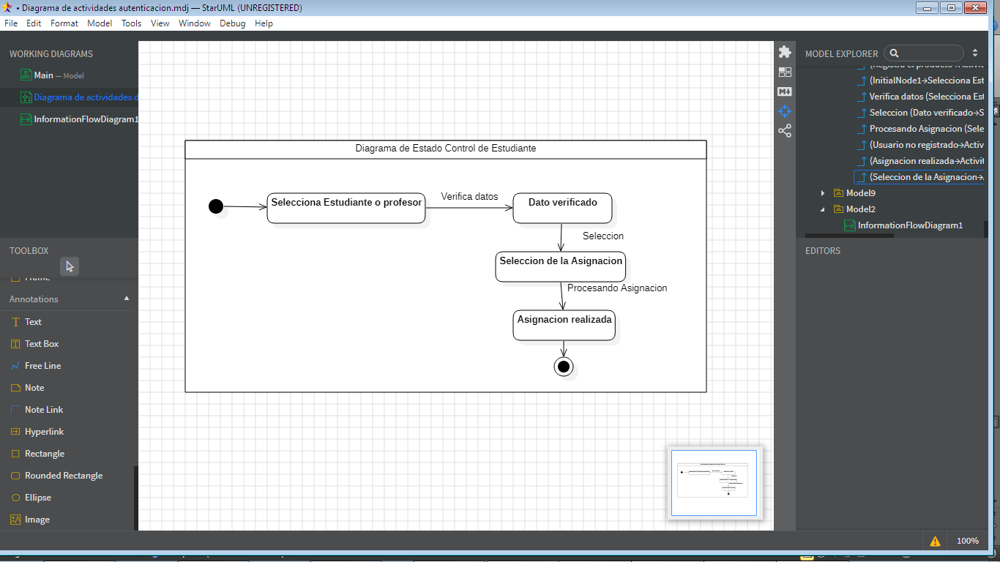 • Diagrama de actividades autenticacion.mdj — StarUML (UNREGISTERED)
File Edit Format Model Tools View Window Debug Help
WORKING DIAGRAMS
Main — Model
Diagrama de actividades d
InformationFlowDiagram1
TOOLBOX
Frame
Annotations
Text
Text Box
Free Line
Note
Note Link
Hyperlink
Rectangle
Rounded Rectangle
Ellipse
Image
Diagrama de Estado Control de Estudiante
Selecciona Estudiante o profesor
Verifica datos
Dato verificado
Seleccion
Seleccion de la Asignacion
Procesando Asignacion
Asignacion realizada
MODEL EXPLORER
(Registra el producto→Activit
(InitialNode1→Selecciona Est
Verifica datos (Selecciona Est
Seleccion (Dato verificado→S
Procesando Asignacion (Sele
(Usuario no registrado→Activ
(Asignacion realizada→Activit
(Seleccion de la Asignacion→
Model9
Model2
InformationFlowDiagram1
EDITORS
100%